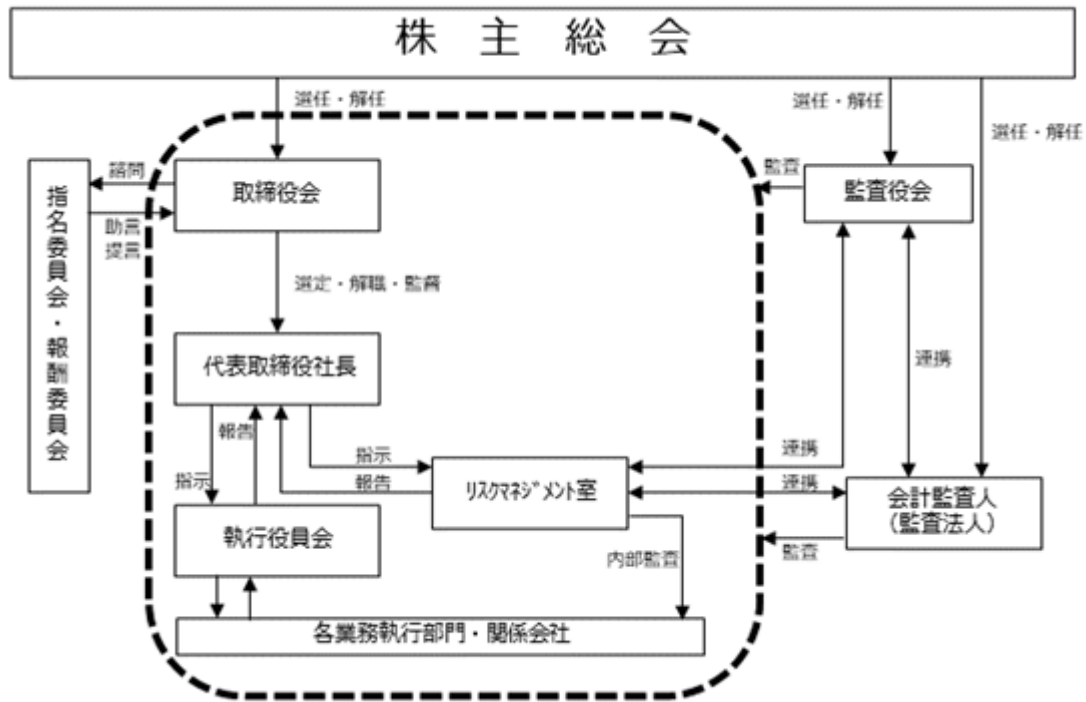 株主総会
選任・解任
選任・解任
選任・解任
諮問
助言
提言
指名委員会・報酬委員会
取締役会
監査
監査役会
選定・解職・監督
代表取締役社長
連携
報告
指示
報告
指示
リスクマネジメント室
連携
連携
会計監査人
（監査法人）
執行役員会
内部監査
監査
各業務執行部門・関係会社